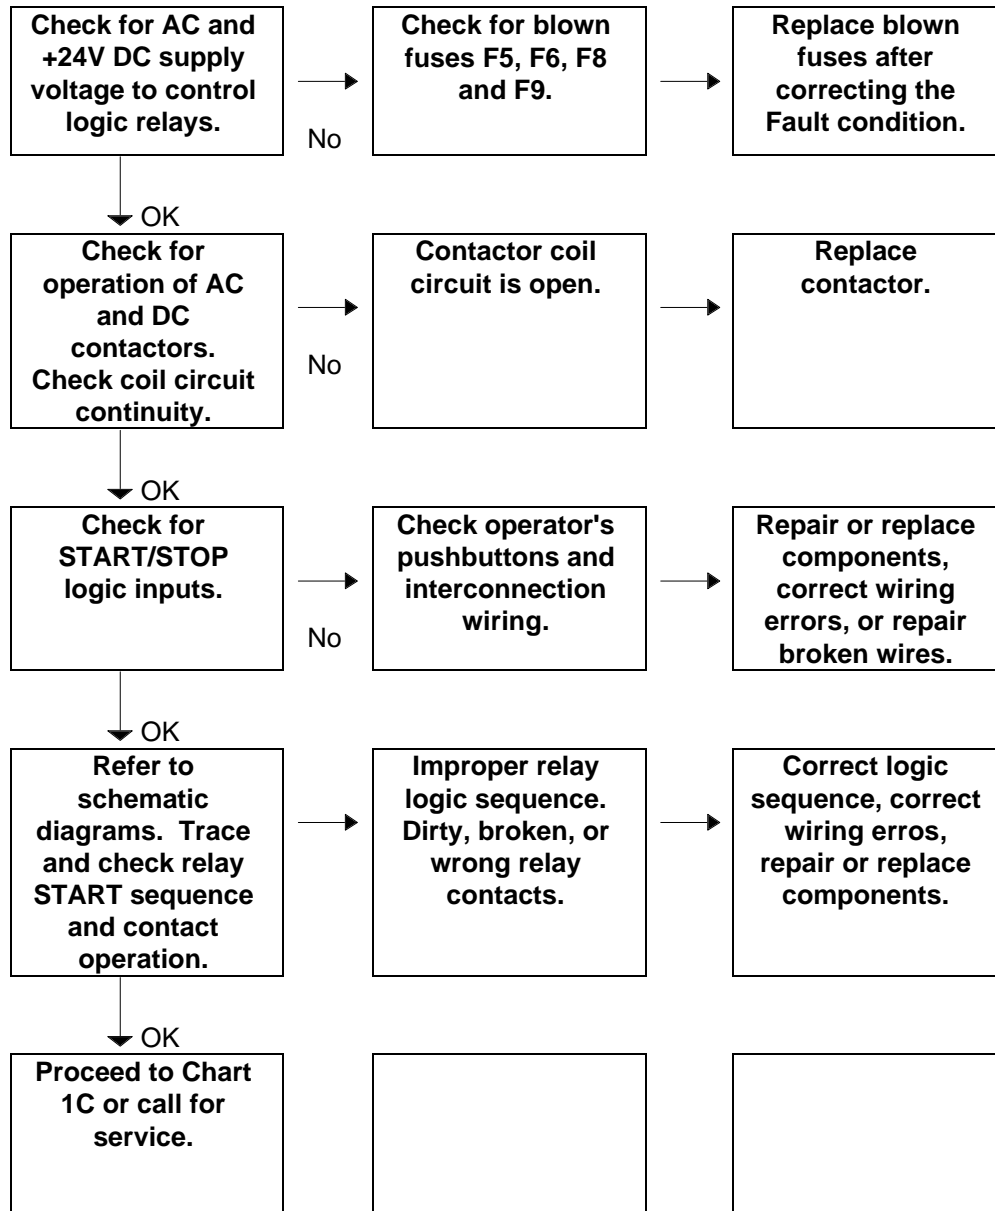 Check for AC and
+24V DC supply
voltage to control
logic relays.
No
Check for blown
fuses F5, F6, F8
and F9.
Replace blown
fuses after
correcting the
Fault condition.
OK
Check for
operation of AC
and DC
contactors.
Check coil circuit
continuity.
No
Contactor coil
circuit is open.
Replace
contactor.
OK
Check for
START/STOP
logic inputs.
No
Check operator's
pushbuttons and
interconnection
wiring.
Repair or replace
components,
correct wiring
errors, or repair
broken wires.
OK
Refer to
schematic
diagrams.  Trace
and check relay
START sequence
and contact
operation.
Improper relay
logic sequence.
Dirty, broken, or
wrong relay
contacts.
Correct logic
sequence, correct
wiring erros,
repair or replace
components.
OK
Proceed to Chart
1C or call for
service.